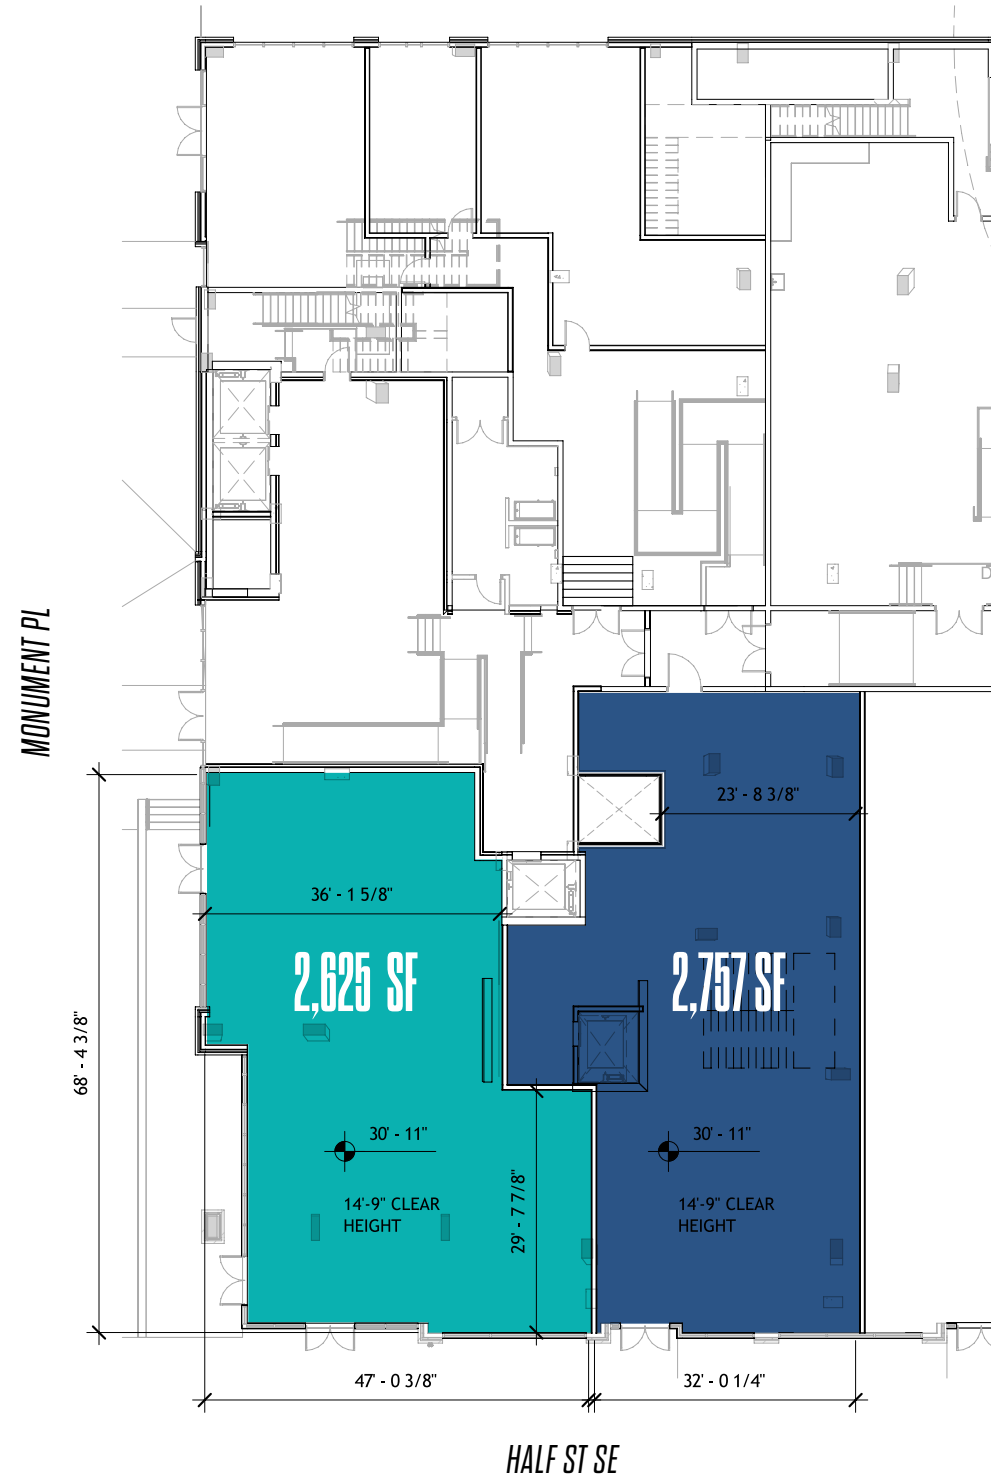 MONUMENT PL
23' - 8 3/8"
36' - 1 5/8"
2,625 SF
2,757 SF
68' - 4 3/8"
30' - 11"
30' - 11"
29' - 7 7/8"
14'-9" CLEAR
HEIGHT
14'-9" CLEAR
HEIGHT
47' - 0 3/8"
32' - 0 1/4"
HALF ST SE